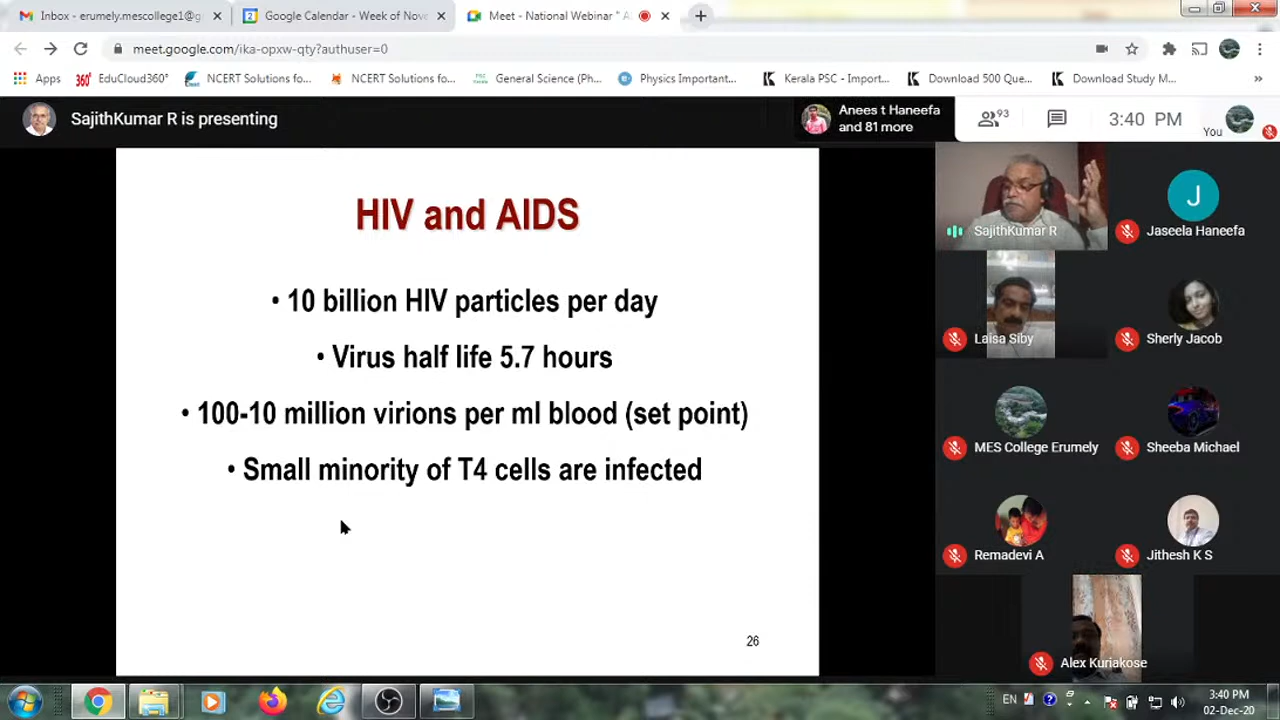 Inbox - erumely.mescollege1@g
Google Calendar - Week of Nove
Meet - National Webinar " A
meet.google.com/ika-opxw-qty?authuser=0
Apps
360° EduCloud360°
NCERT Solutions fo...
NCERT Solutions fo...
General Science (Ph...
Physics Important...
Kerala PSC - Import...
Download 500 Que...
Download Study M...
»
SajithKumar R is presenting
Anees t Haneefa
and 81 more
93
3:40 PM
You
HIV and AIDS
• 10 billion HIV particles per day
• Virus half life 5.7 hours
• 100-10 million virions per ml blood (set point)
• Small minority of T4 cells are infected
26
SajithKumar R
J
Jaseela Haneefa
Laisa Siby
Sherly Jacob
MES College Erumely
Sheeba Michael
Remadevi A
Jithesh K S
Alex Kuriakose
EN
3:40 PM
02-Dec-20